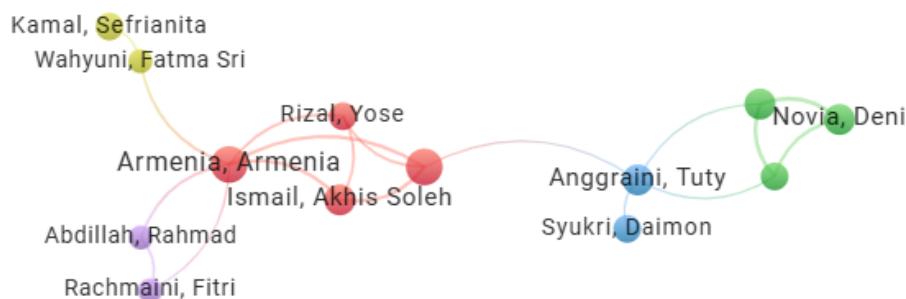 Kamal, Sefrianita
Wahyuni, Fatma Sri
Rizal, Yose
Novia, Deni
Armenia, Armenia
Anggraini, Tuty
Ismail, Akhis Soleh
Syukri, Daimon
Abdillah, Rahmad
Rachmaini, Fitri